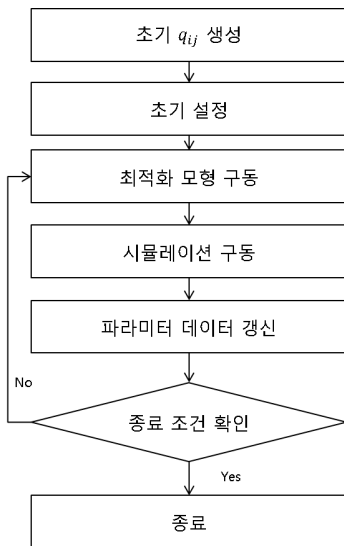 초기 q_{ij} 생성
초기 설정
최적화 모형 구동
시뮬레이션 구동
파라미터 데이터 갱신
No
종료 조건 확인
Yes
종료